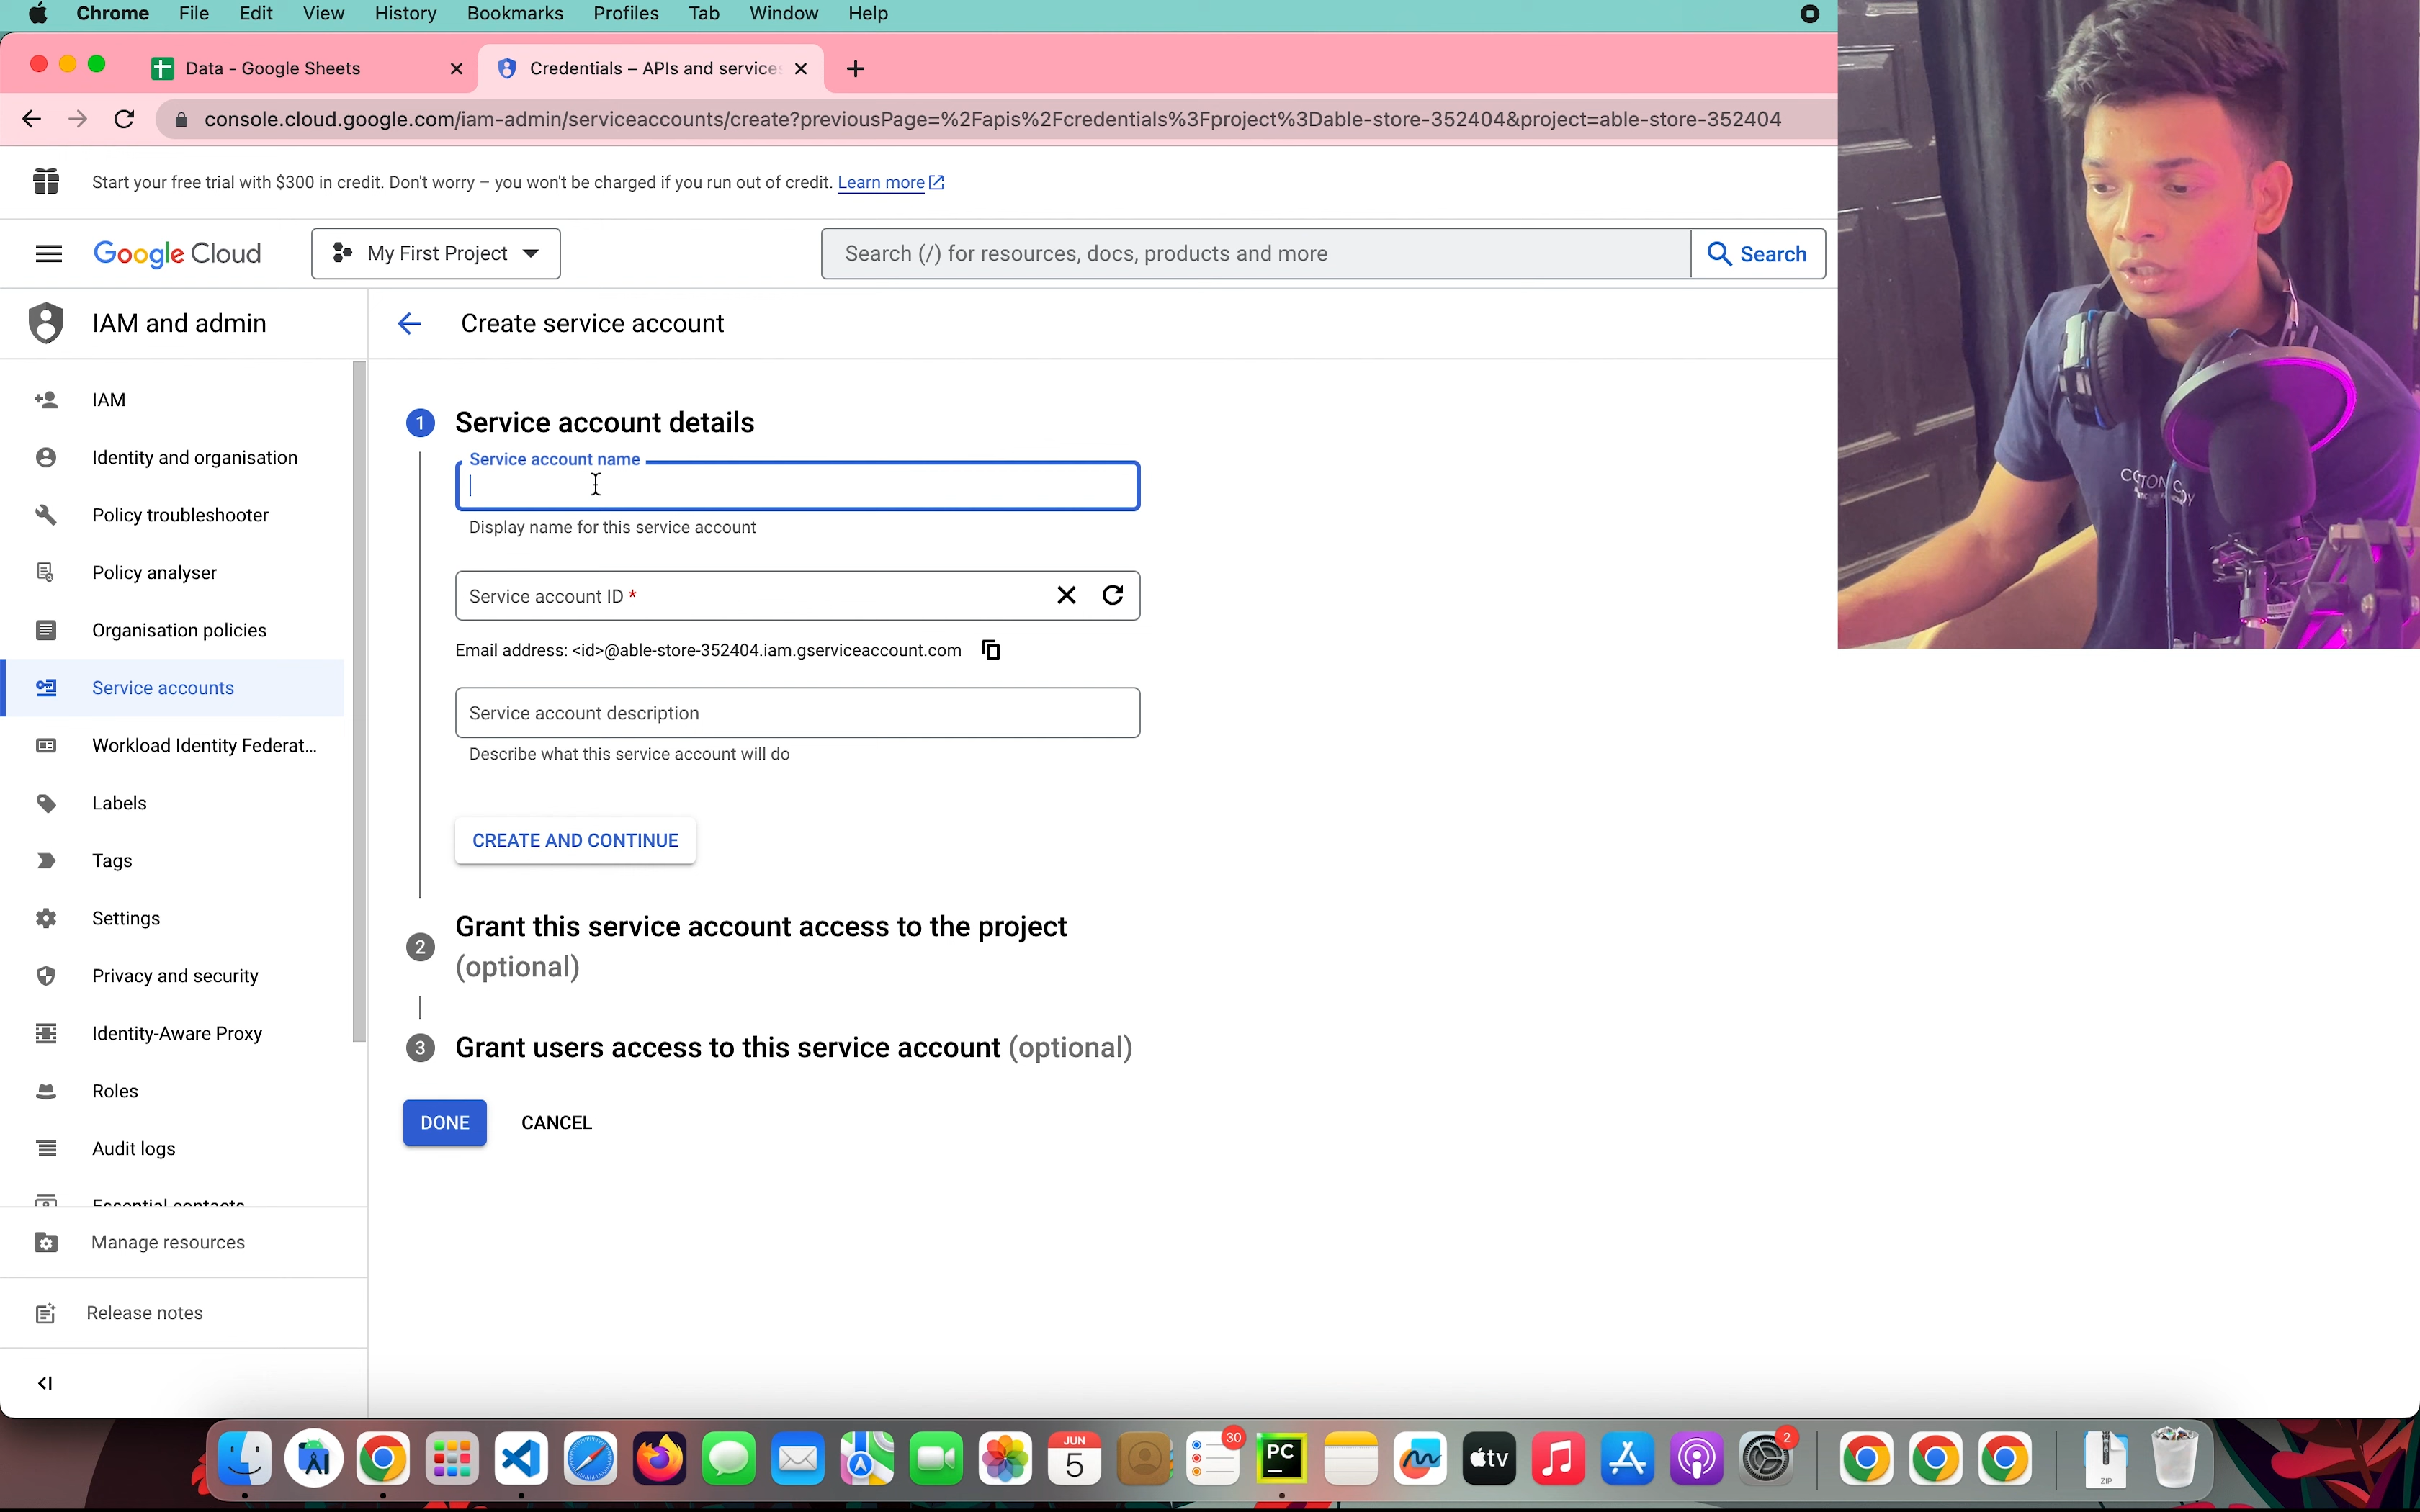 Chrome File Edit View History Bookmarks Profiles Tab Window Help
Data - Google Sheets
Credentials – APIs and services
console.cloud.google.com/iam-admin/serviceaccounts/create?previousPage=%2Fapis%2Fcredentials%3Fproject%3Dable-store-352404&project=able-store-352404
Start your free trial with $300 in credit. Don't worry – you won't be charged if you run out of credit. Learn more
Google Cloud
My First Project
Search (/) for resources, docs, products and more
Search
IAM and admin
Create service account
IAM
Identity and organisation
Policy troubleshooter
Policy analyser
Organisation policies
Service accounts
Workload Identity Federat...
Labels
Tags
Settings
Privacy and security
Identity-Aware Proxy
Roles
Audit logs
Essential contacts
Manage resources
Release notes
1 Service account details
Service account name
Display name for this service account
Service account ID *
Email address: <id>@able-store-352404.iam.gserviceaccount.com
Service account description
Describe what this service account will do
CREATE AND CONTINUE
2 Grant this service account access to the project
(optional)
3 Grant users access to this service account (optional)
DONE
CANCEL
JUN
5
30
PC
tv
2
ZIP